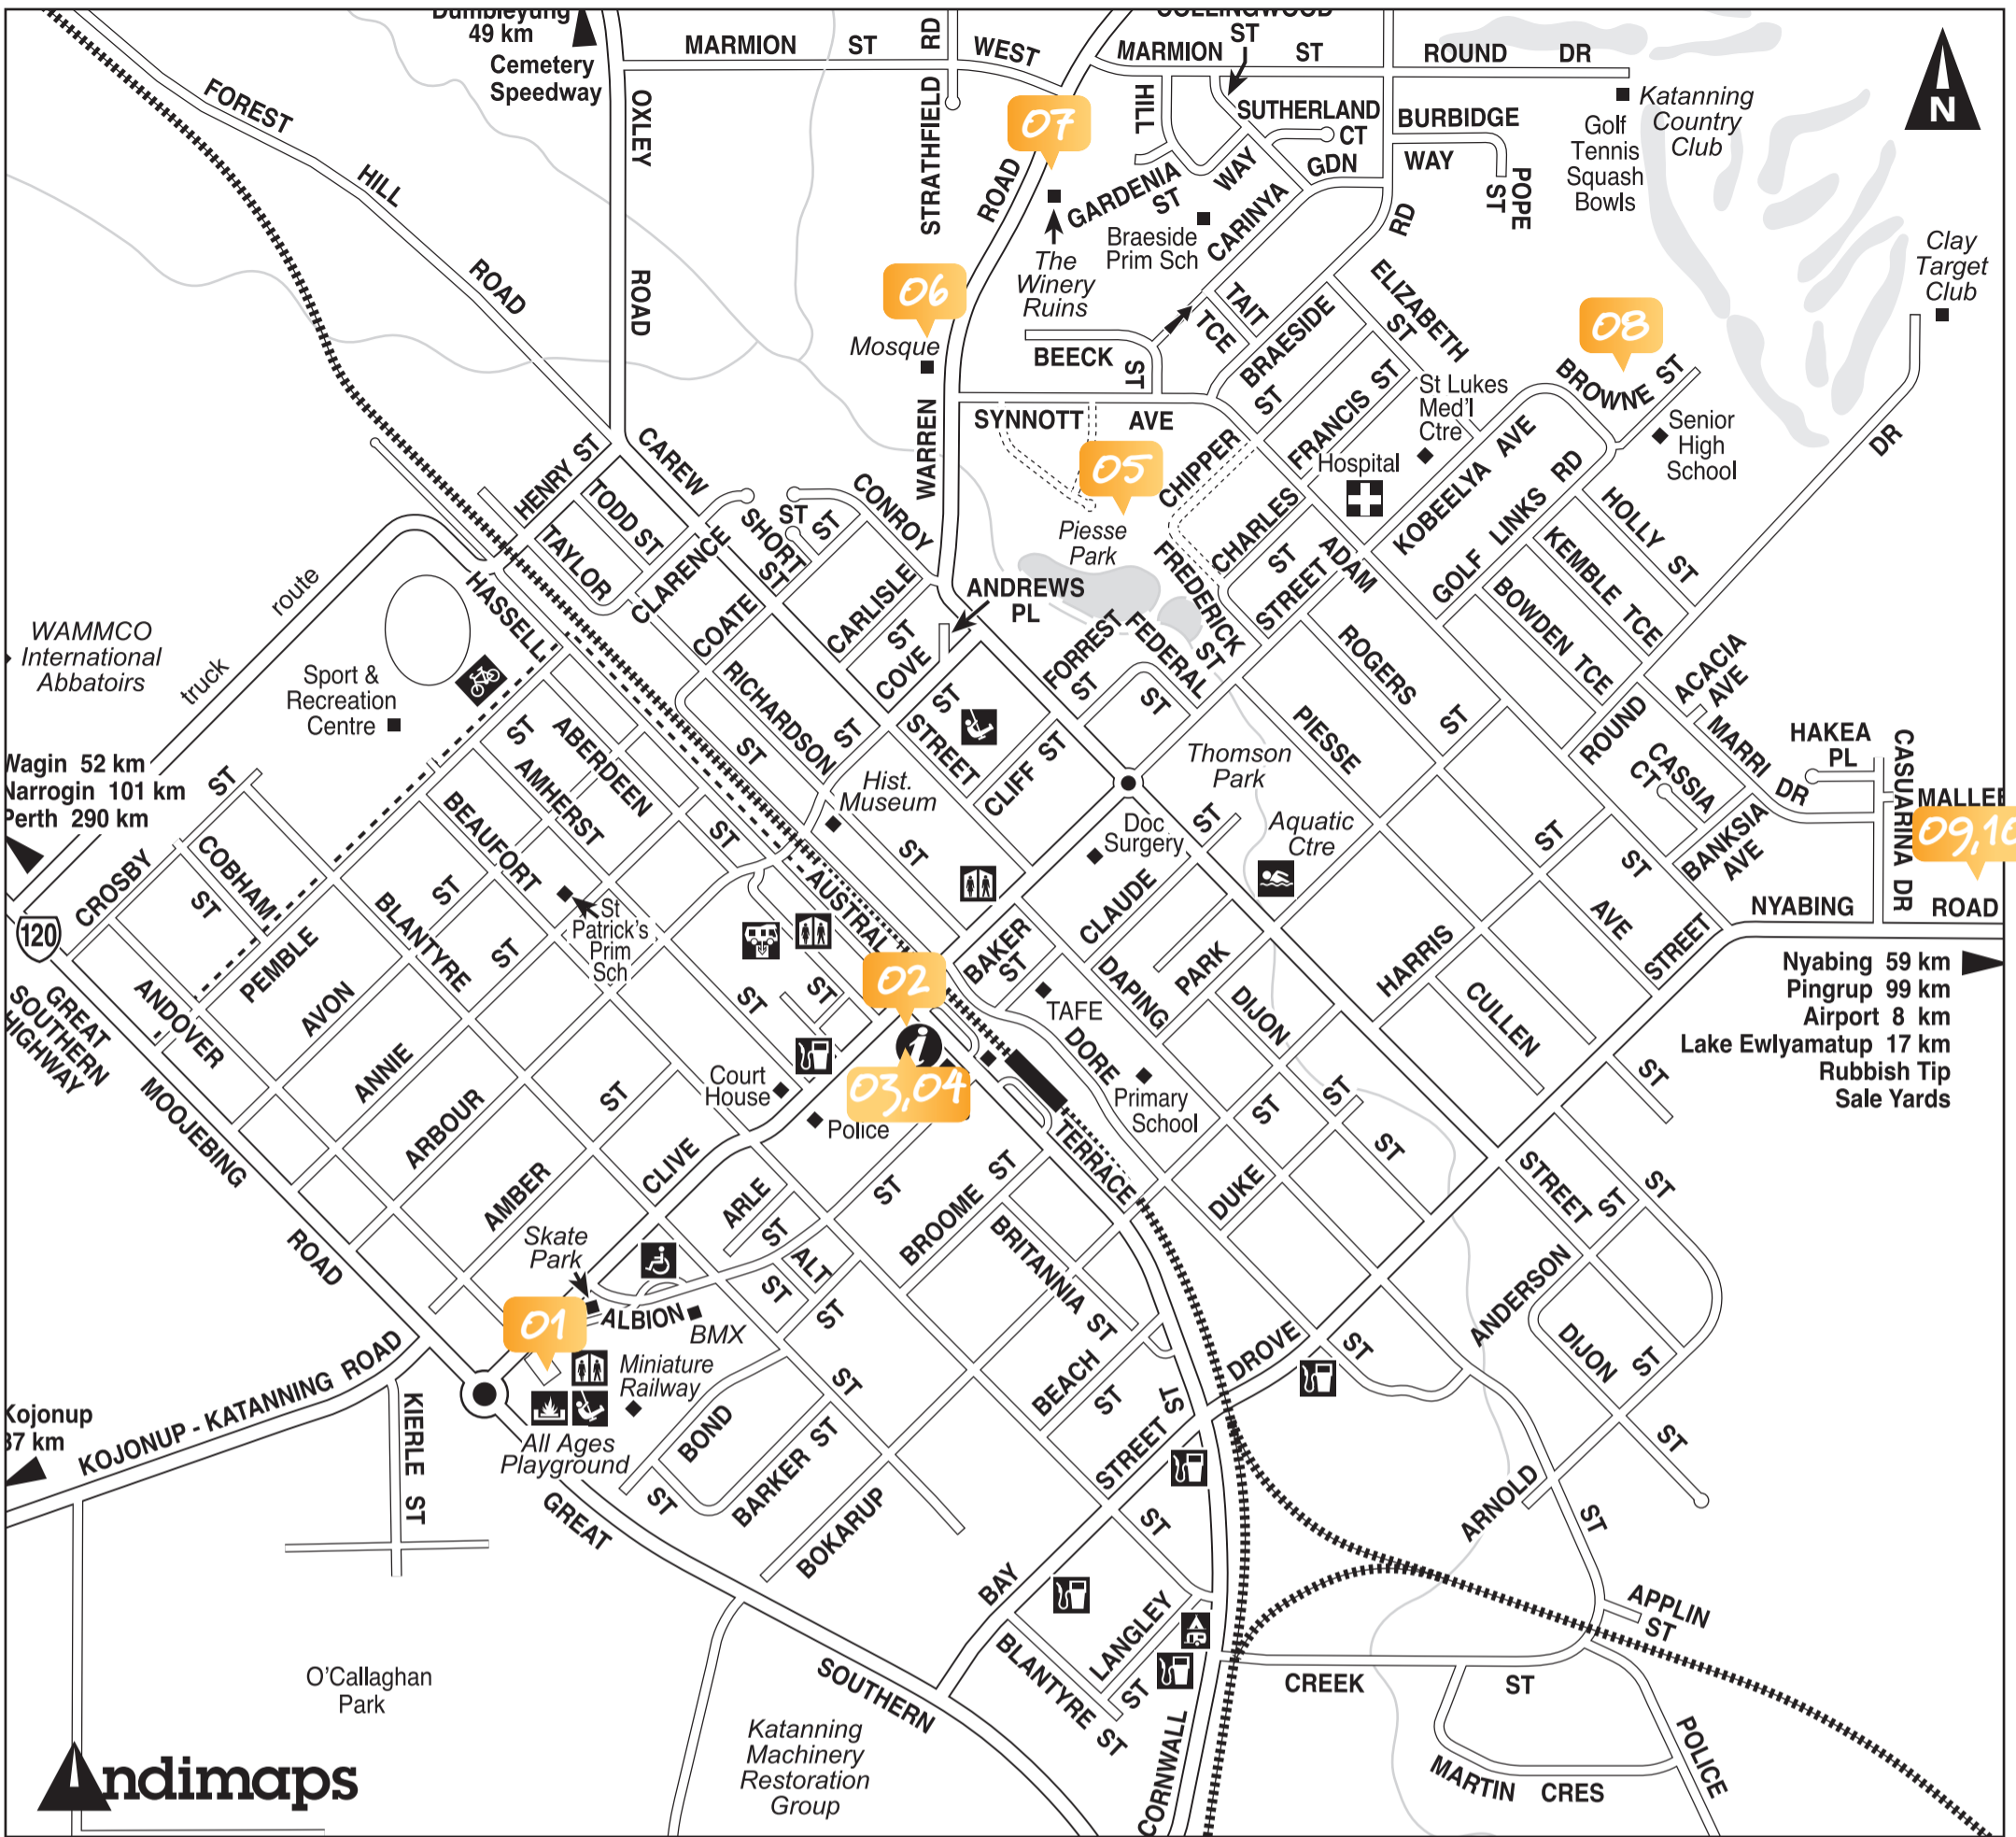 Dumbleyung
49 km
Cemetery
Speedway
MARMION ST
RD
WEST
COLLINGWOOD
ST
MARMION ST
ROUND DR
Katanning
Country
Club
Golf
Tennis
Squash
Bowls
N
FOREST
HILL
ROAD
OXLEY
ROAD
STRATHFIELD
07
ROAD
HILL
SUTHERLAND
CT
BURBIDGE
WAY
POPE
ST
GDN
WAY
GARDENIA
ST
CARINYA
RD
Braeside
Prim Sch
The
Winery
Ruins
06
Mosque
WARREN
BEECK
ST
TAIT
TCE
BRAESIDE
ST
ELIZABETH
ST
FRANCIS ST
Clay
Target
Club
08
BROWNE ST
Senior
High
School
St Lukes
Med'l
Ctre
Hospital
SYNNOTT AVE
05
Piesse
Park
CHIPPER
CHARLES
ST
FREDERICK
ST
STREET
ADAM
KOBEELYA AVE
GOLF LINKS RD
HOLLY ST
KEMBLE TCE
BOWDEN TCE
DR
HENRY ST
CAREW
TODD ST
TAYLOR
CLARENCE
SHORT
ST
ST
ST
CONROY
COATE
CARLISLE
ST
COVE
ANDREWS
PL
FORREST
ST
FEDERAL
ST
ROGERS
ST
PIESSE
ROUND
ACACIA
AVE
MARRI
DR
CASSIA
CT
BANKSIA
AVE
HAKEA
PL
CASUARINA DR
MALLEE
09,10
NYABING ROAD
Nyabing 59 km
Pingrup 99 km
Airport 8 km
Lake Ewlyamatup 17 km
Rubbish Tip
Sale Yards
WAMMCO
International
Abbatoirs
truck
route
HASSELL
ST
Sport &
Recreation
Centre
Wagin 52 km
Narrogin 101 km
Perth 290 km
RICHARDSON
ST
ST
STREET
ST
CLIFF ST
Hist.
Museum
ST
Thomson
Park
Aquatic
Ctre
Doc
Surgery
ST
ABERDEEN
ST
AMHERST
BEAUFORT
ST
BLANTYRE
ST
CROSBY
ST
COBHAM
ST
PEMBLE
AVON
ANDOVER
ANNIE
ARBOUR
AMBER
ST
120
GREAT
SOUTHERN
HIGHWAY
MOOJEBING
ROAD
St
Patrick's
Prim
Sch
AUSTRAL
02
i
03,04
ST
ST
Court
House
Police
BAKER
ST
CLAUDE
PARK
DAPING
DIJON
ST
TAFE
DORE
Primary
School
TERRACE
HARRIS
CULLEN
ST
ST
AVE
STREET
ST
CLIVE
ARLE
ST
ALT
ST
ST
ST
BROOME ST
BRITANNIA ST
BEACH
ST
DUKE
ST
ST
STREET
ST
ST
ANDERSON
DIJON
ST
ST
Skate
Park
01
ALBION
BMX
Miniature
Railway
All Ages
Playground
KOJONUP - KATANNING ROAD
Kojonup
37 km
KIERLE ST
BOND
ST
BARKER ST
BOKARUP
ST
DROVE
ST
ST
BAY
STREET
ST
ARNOLD
ST
APPLIN
ST
GREAT
SOUTHERN
O'Callaghan
Park
Katanning
Machinery
Restoration
Group
LANGLEY
ST
BLANTYRE ST
CORNWALL
CREEK ST
MARTIN CRES
POLICE
ndimaps